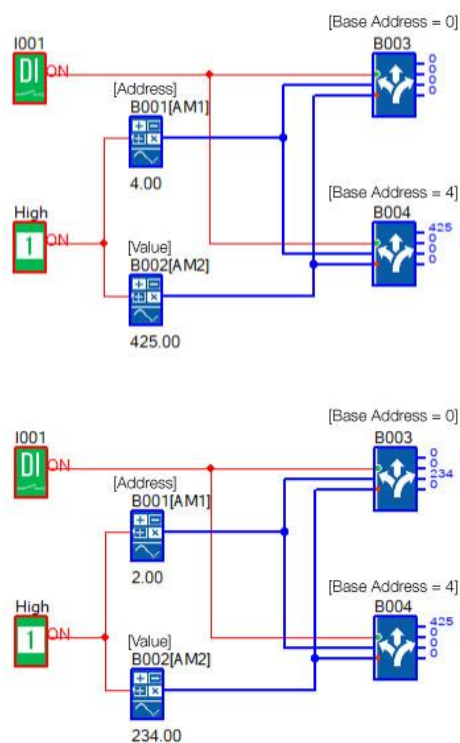 [Base Address = 0]
I001
B003
DI
ON
0
0
0
0
[Address]
B001[AM1]
4.00
[Base Address = 4]
High
B004
1
ON
425
0
0
0
[Value]
B002[AM2]
425.00
[Base Address = 0]
I001
B003
DI
ON
0
0
234
0
[Address]
B001[AM1]
2.00
[Base Address = 4]
High
B004
1
ON
425
0
0
0
[Value]
B002[AM2]
234.00